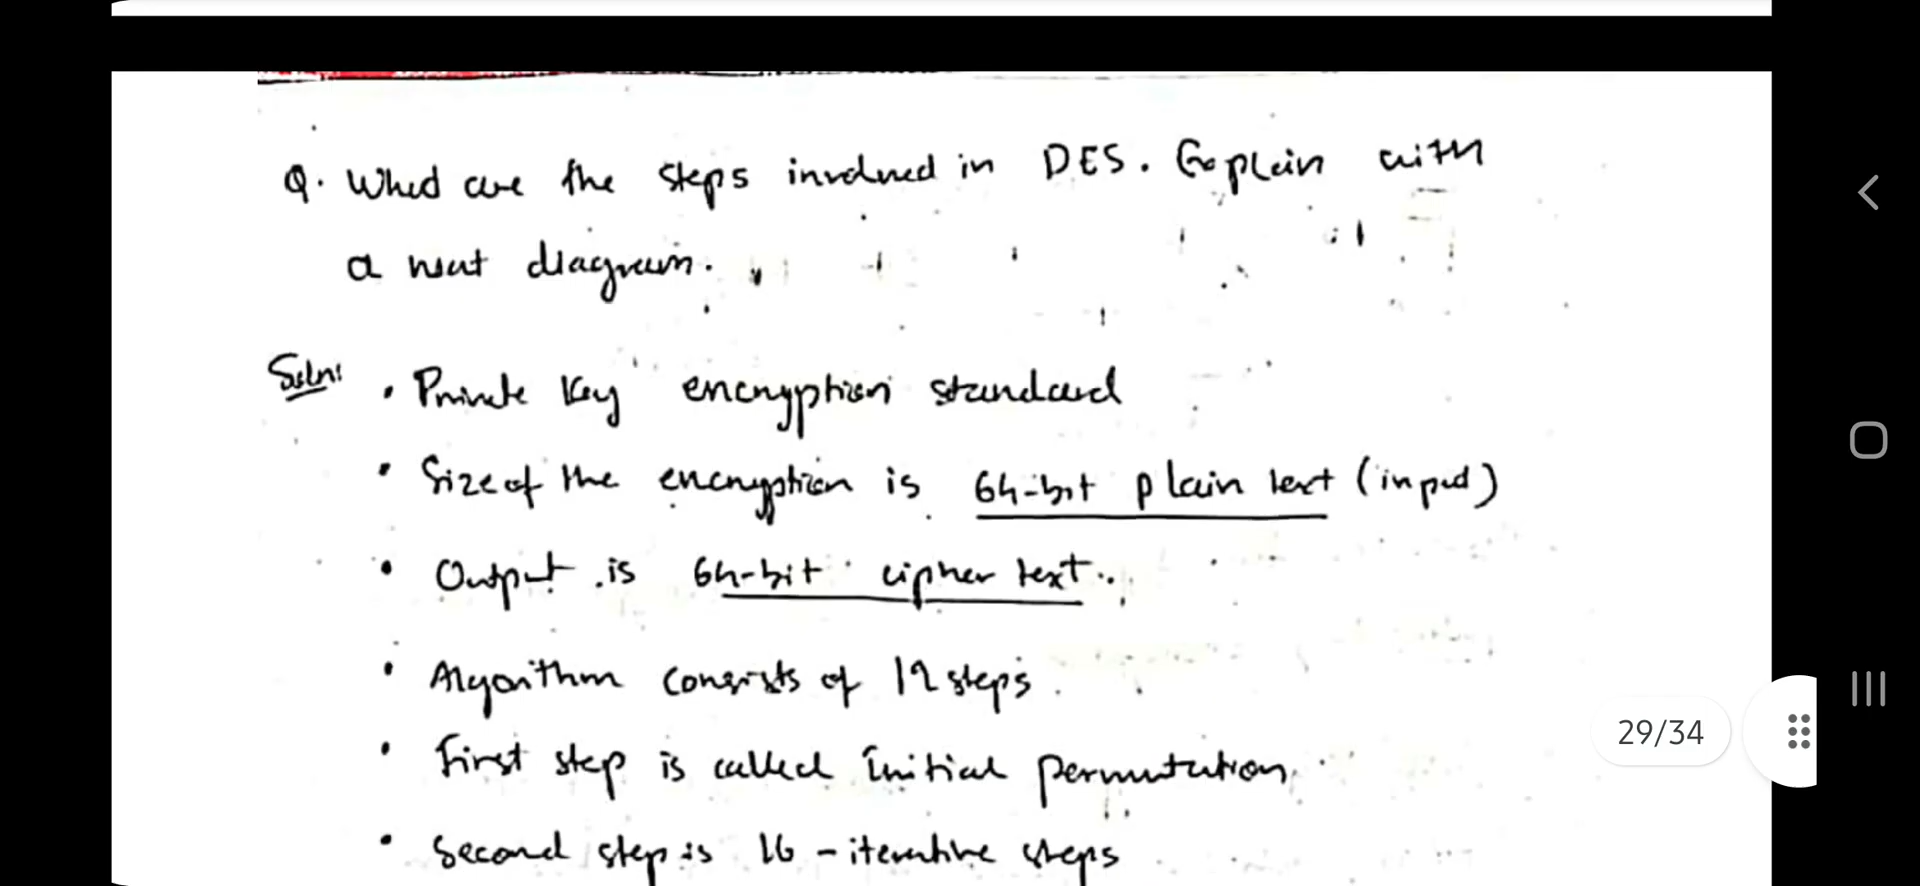 Q. What are the steps involved in DES. Explain with
a neat diagram.
Soln:
• Private key encryption standard
• Size of the encryption is 64-bit plain text (input)
• Output is 64-bit cipher text.
• Algorithm consists of 19 steps.
• First step is called initial permutation
• Second step is 16 - iterative steps
29/34